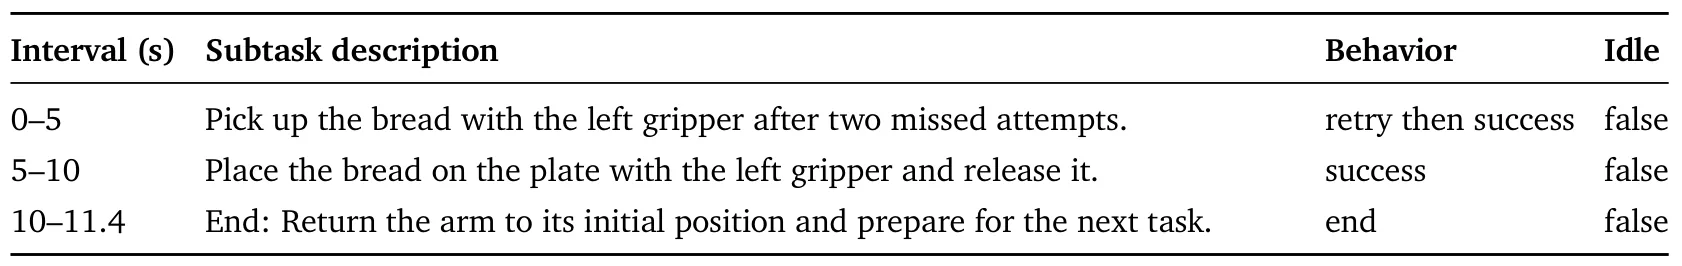 Interval (s) Subtask description Behavior Idle
0–5 Pick up the bread with the left gripper after two missed attempts. retry then success false
5–10 Place the bread on the plate with the left gripper and release it. success false
10–11.4 End: Return the arm to its initial position and prepare for the next task. end false